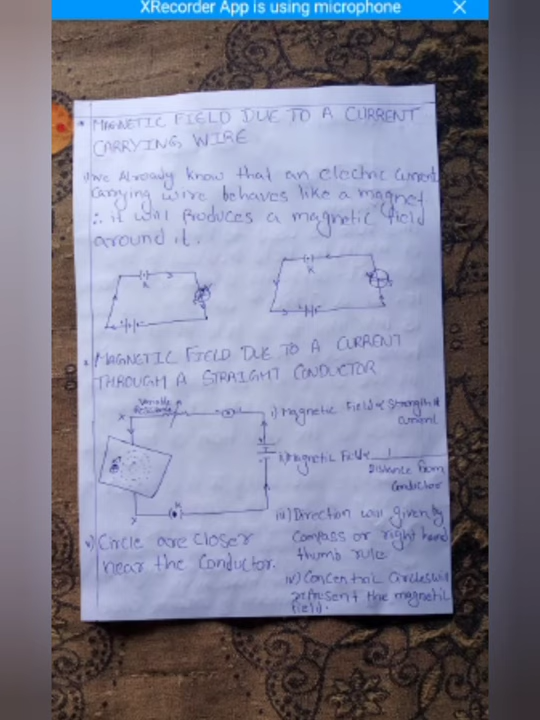 XRecorder App is using microphone
* MAGNETIC FIELD DUE TO A CURRENT
CARRYING WIRE
we Already know that an electric current
Carrying wire behaves like a magnet
∴ it will Produces a magnetic field
around it.
K
K
MAGNETIC FIELD DUE TO A CURRENT
THROUGH A STRAIGHT CONDUCTOR
Variable
Resistance
X
K
Y
i) Magnetic Field ∝ Strength of
current
ii) Magnetic Field ∝ 1
Distance from
Conductor
iii) Direction will given by
Compass or right hand
thumb rule
iv) Concentral Circles will
represent the magnetic
field.
v) Circle are closer
near the Conductor.